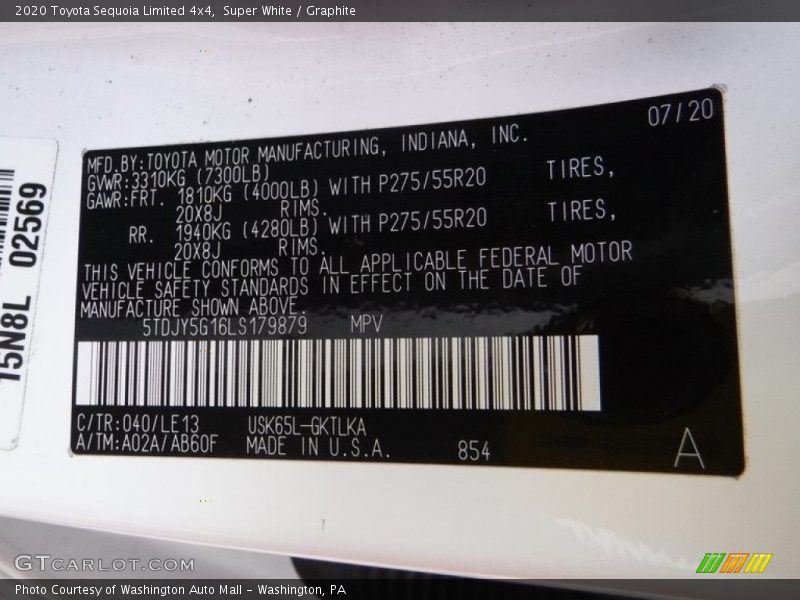 2020 Toyota Sequoia Limited 4x4, Super White / Graphite
07/20
MFD.BY:TOYOTA MOTOR MANUFACTURING, INDIANA, INC.
GVWR:3310KG (7300LB)
GAWR:FRT. 1810KG (4000LB) WITH P275/55R20 TIRES,
20X8J RIMS.
RR. 1940KG (4280LB) WITH P275/55R20 TIRES,
20X8J RIMS.
THIS VEHICLE CONFORMS TO ALL APPLICABLE FEDERAL MOTOR
VEHICLE SAFETY STANDARDS IN EFFECT ON THE DATE OF
MANUFACTURE SHOWN ABOVE.
5TDJY5G16LS179879 MPV
C/TR:040/LE13 USK65L-GKTLKA
A/TM:A02A/AB60F MADE IN U.S.A. 854
A
15N8L 02569
GTCARLOT.COM
Photo Courtesy of Washington Auto Mall - Washington, PA